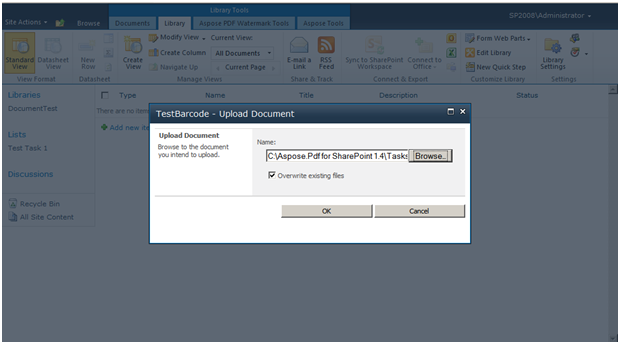 Library Tools
SP2008\Administrator
Site Actions
Browse
Documents
Library
Aspose PDF Watermark Tools
Aspose Tools
Standard View
Datasheet View
New Row
Create View
Modify View
Current View:
Create Column
All Documents
Navigate Up
Current Page
E-mail a Link
RSS Feed
Sync to SharePoint Workspace
Connect to Office
Form Web Parts
Edit Library
New Quick Step
Library Settings
View Format
Datasheet
Manage Views
Share & Track
Connect & Export
Customize Library
Settings
Libraries
Type
Name
Title
Description
Status
DocumentTest
There are no item
Add new ite
Lists
Test Task 1
Discussions
Recycle Bin
All Site Content
TestBarcode - Upload Document
Upload Document
Browse to the document
you intend to upload.
Name:
C:\Aspose.Pdf for SharePoint 1.4\Tasks
Browse..
Overwrite existing files
OK
Cancel